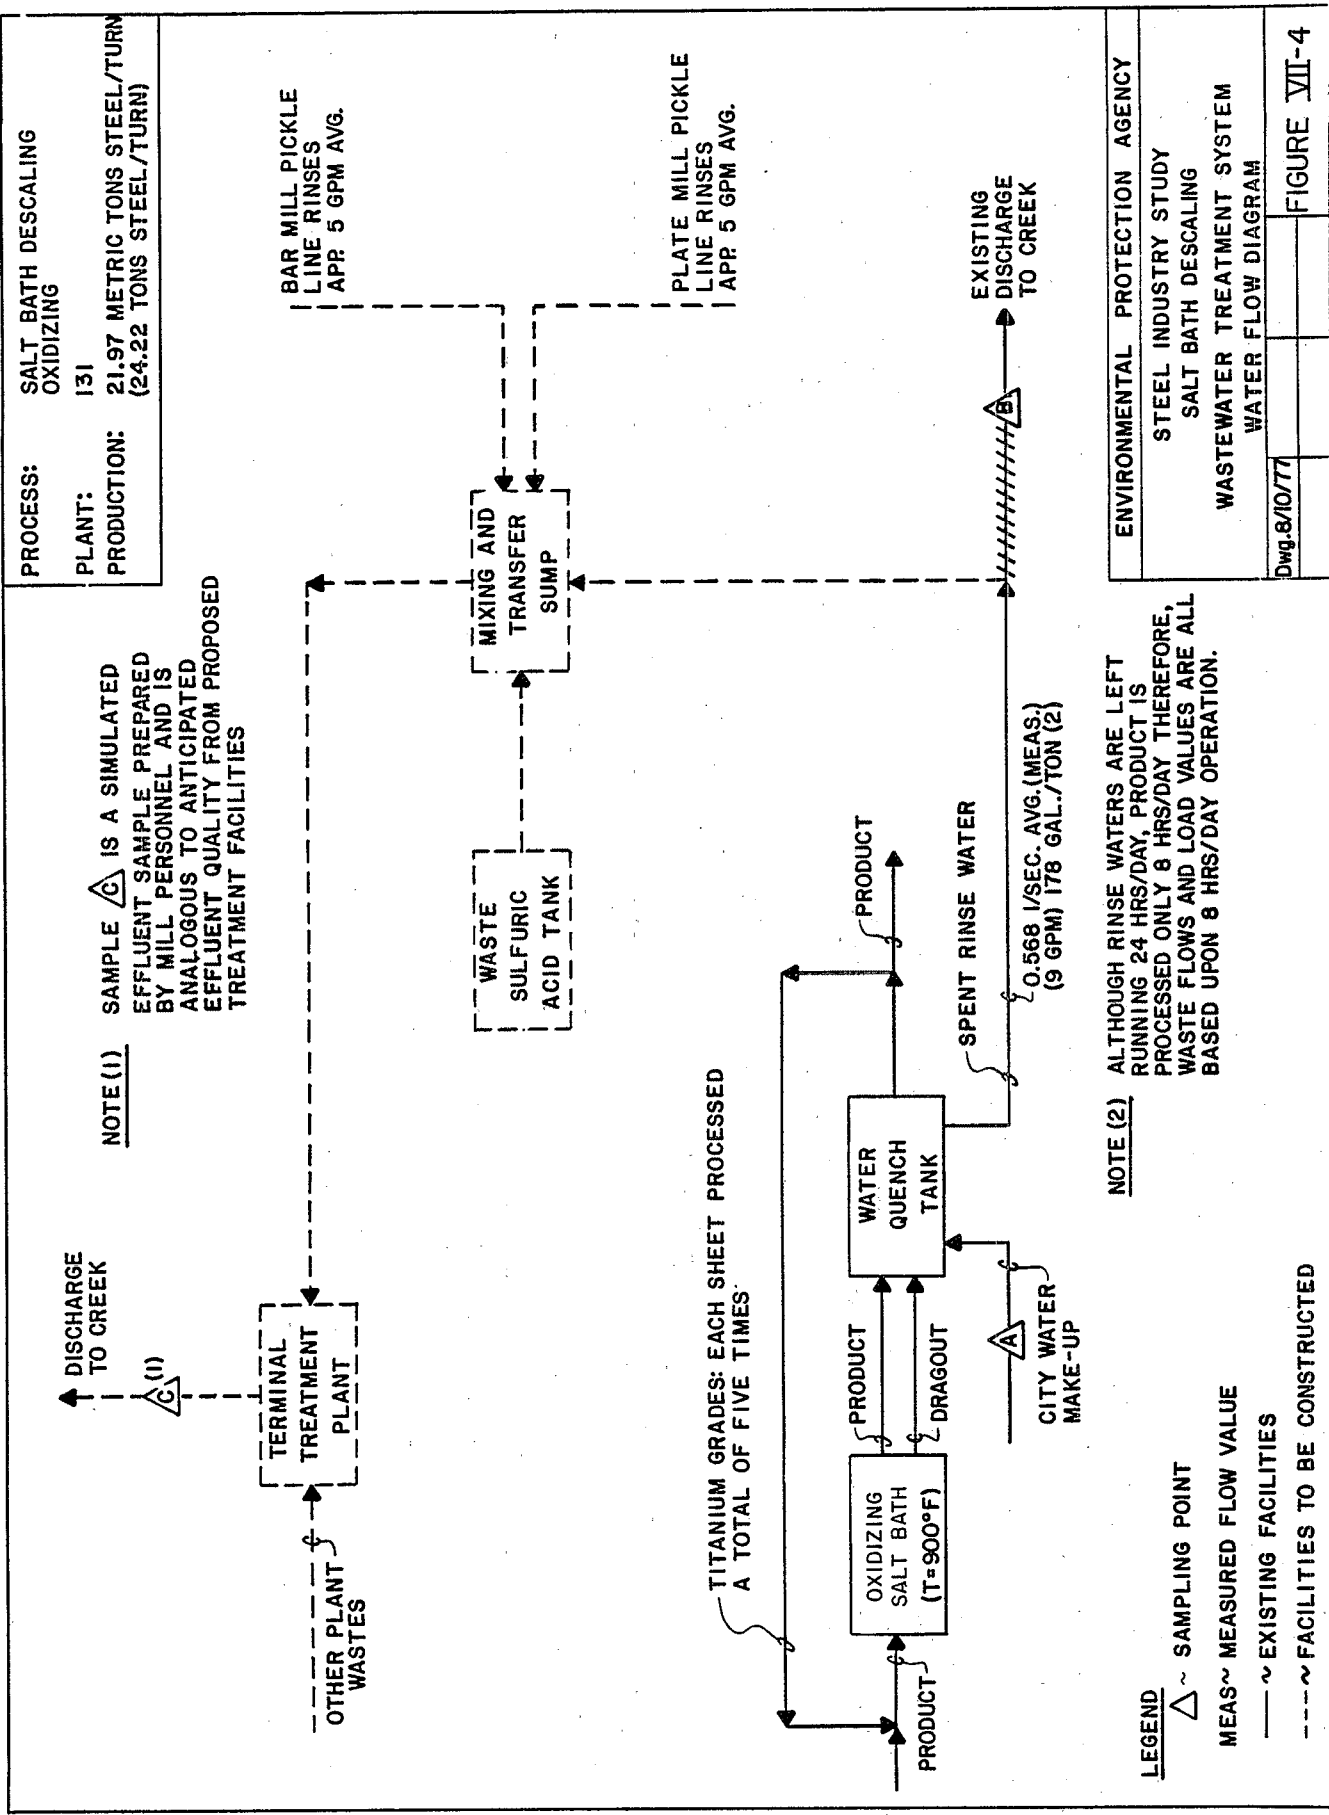 PROCESS: SALT BATH DESCALING
OXIDIZING
PLANT: 131
PRODUCTION: 21.97 METRIC TONS STEEL/TURN
(24.22 TONS STEEL/TURN)
NOTE (1) SAMPLE C IS A SIMULATED
EFFLUENT SAMPLE PREPARED
BY MILL PERSONNEL AND IS
ANALOGOUS TO ANTICIPATED
EFFLUENT QUALITY FROM PROPOSED
TREATMENT FACILITIES
DISCHARGE
TO CREEK
C (1)
TERMINAL
TREATMENT
PLANT
OTHER PLANT
WASTES
BAR MILL PICKLE
LINE RINSES
APP. 5 GPM AVG.
MIXING AND
TRANSFER
SUMP
WASTE
SULFURIC
ACID TANK
PLATE MILL PICKLE
LINE RINSES
APP. 5 GPM AVG.
TITANIUM GRADES: EACH SHEET PROCESSED
A TOTAL OF FIVE TIMES
PRODUCT
OXIDIZING
SALT BATH
(T=900°F)
PRODUCT
DRAGOUT
WATER
QUENCH
TANK
PRODUCT
A
CITY WATER
MAKE-UP
SPENT RINSE WATER
0.568 l/SEC. AVG.(MEAS.)
(9 GPM) 178 GAL./TON (2)
B
EXISTING
DISCHARGE
TO CREEK
NOTE (2) ALTHOUGH RINSE WATERS ARE LEFT
RUNNING 24 HRS/DAY, PRODUCT IS
PROCESSED ONLY 8 HRS/DAY THEREFORE,
WASTE FLOWS AND LOAD VALUES ARE ALL
BASED UPON 8 HRS/DAY OPERATION.
LEGEND
△ ~ SAMPLING POINT
MEAS~ MEASURED FLOW VALUE
—— ~ EXISTING FACILITIES
--- ~ FACILITIES TO BE CONSTRUCTED
ENVIRONMENTAL PROTECTION AGENCY
STEEL INDUSTRY STUDY
SALT BATH DESCALING
WASTEWATER TREATMENT SYSTEM
WATER FLOW DIAGRAM
Dwg.8/10/77
FIGURE VII-4